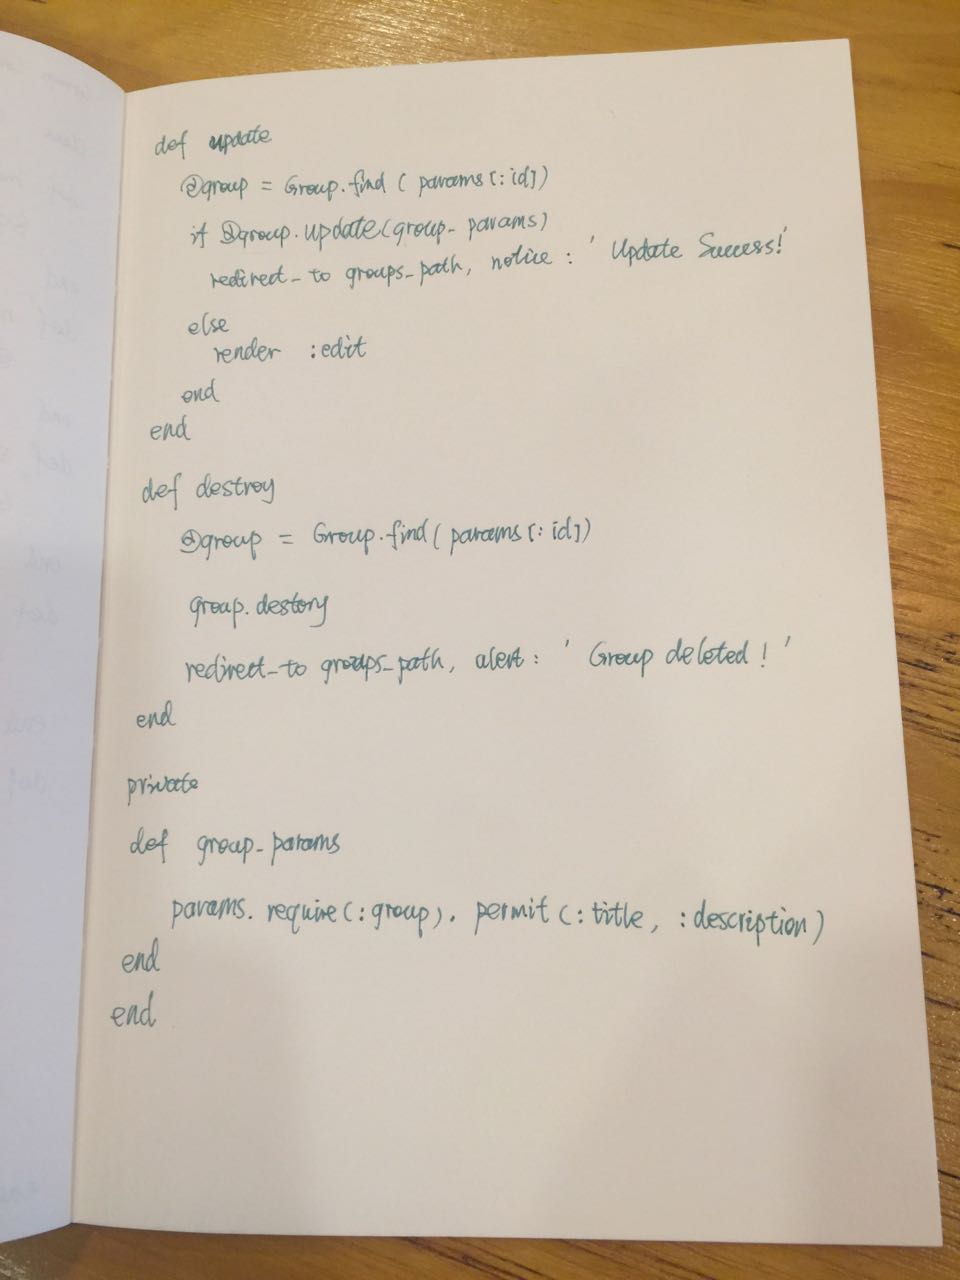 def update
@group = Group.find ( params[:id])
if @group.update(group_params)
redirect_to groups_path, notice : ' Update Success!'
else
render :edit
end
end
def destroy
@group = Group.find( params[:id])
group.destory
redirect_to groups_path, alert : ' Group deleted ! '
end
private
def group_params
params. require(:group). permit (:title, :description)
end
end